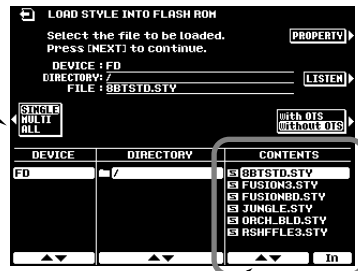 LOAD STYLE INTO FLASH ROM
Select the file to be loaded.
Press [NEXT] to continue.
PROPERTY
DEVICE : FD
DIRECTORY: /
FILE : 8BTSTD.STY
LISTEN
SINGLE
MULTI
ALL
with OTS
without OTS
DEVICE DIRECTORY CONTENTS
FD
/
S 8BTSTD.STY
S FUSION3.STY
S FUSIONBD.STY
S JUNGLE.STY
S ORCH_BLD.STY
S RSHFFLE3.STY
▲▼ ▲▼ ▲▼ In